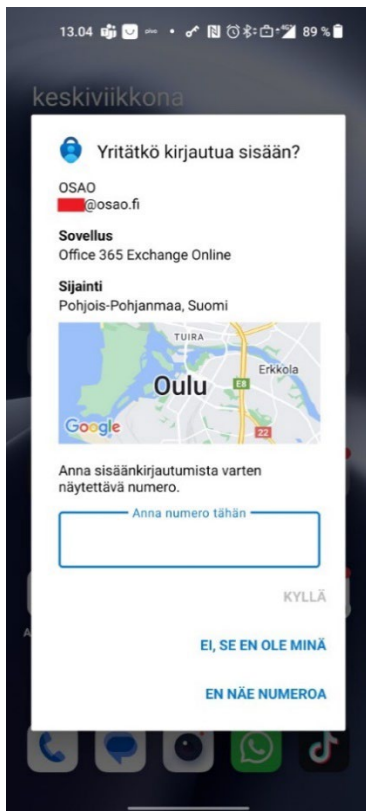 13.04
89 %
keskiviikkona
Yritätkö kirjautua sisään?
OSAO
@osao.fi
Sovellus
Office 365 Exchange Online
Sijainti
Pohjois-Pohjanmaa, Suomi
TUIRA
Oulu
Erkkola
E8
Google
22
Anna sisäänkirjautumista varten
näytettävä numero.
Anna numero tähän
KYLLÄ
EI, SE EN OLE MINÄ
EN NÄE NUMEROA